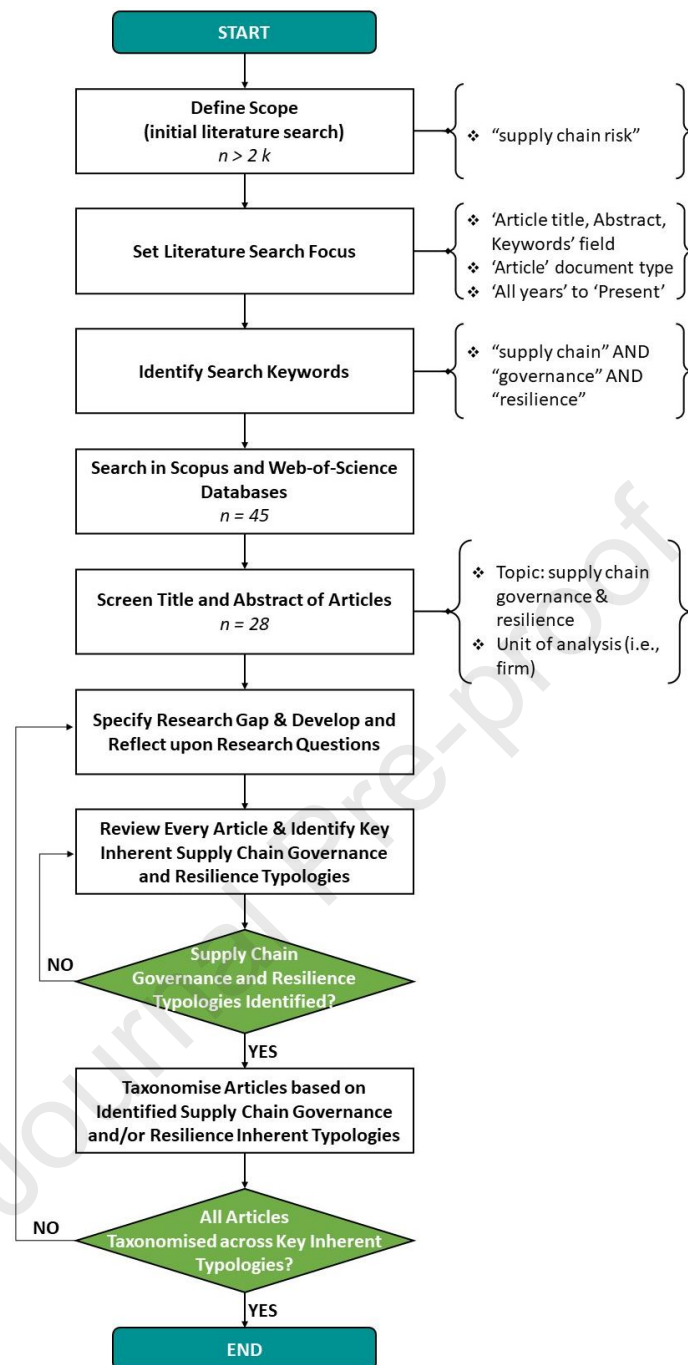 START
Define Scope
(initial literature search)
n > 2 k
❖ “supply chain risk”
Set Literature Search Focus
❖ ‘Article title, Abstract,
Keywords’ field
❖ ‘Article’ document type
❖ ‘All years’ to ‘Present’
Identify Search Keywords
❖ “supply chain” AND
“governance” AND
“resilience”
Search in Scopus and Web-of-Science
Databases
n = 45
Screen Title and Abstract of Articles
n = 28
❖ Topic: supply chain
governance &
resilience
❖ Unit of analysis (i.e.,
firm)
Specify Research Gap & Develop and
Reflect upon Research Questions
Review Every Article & Identify Key
Inherent Supply Chain Governance
and Resilience Typologies
Supply Chain
Governance and Resilience
Typologies Identified?
NO
YES
Taxonomise Articles based on
Identified Supply Chain Governance
and/or Resilience Inherent Typologies
All Articles
Taxonomised across Key Inherent
Typologies?
NO
YES
END
Journal Pre-proof